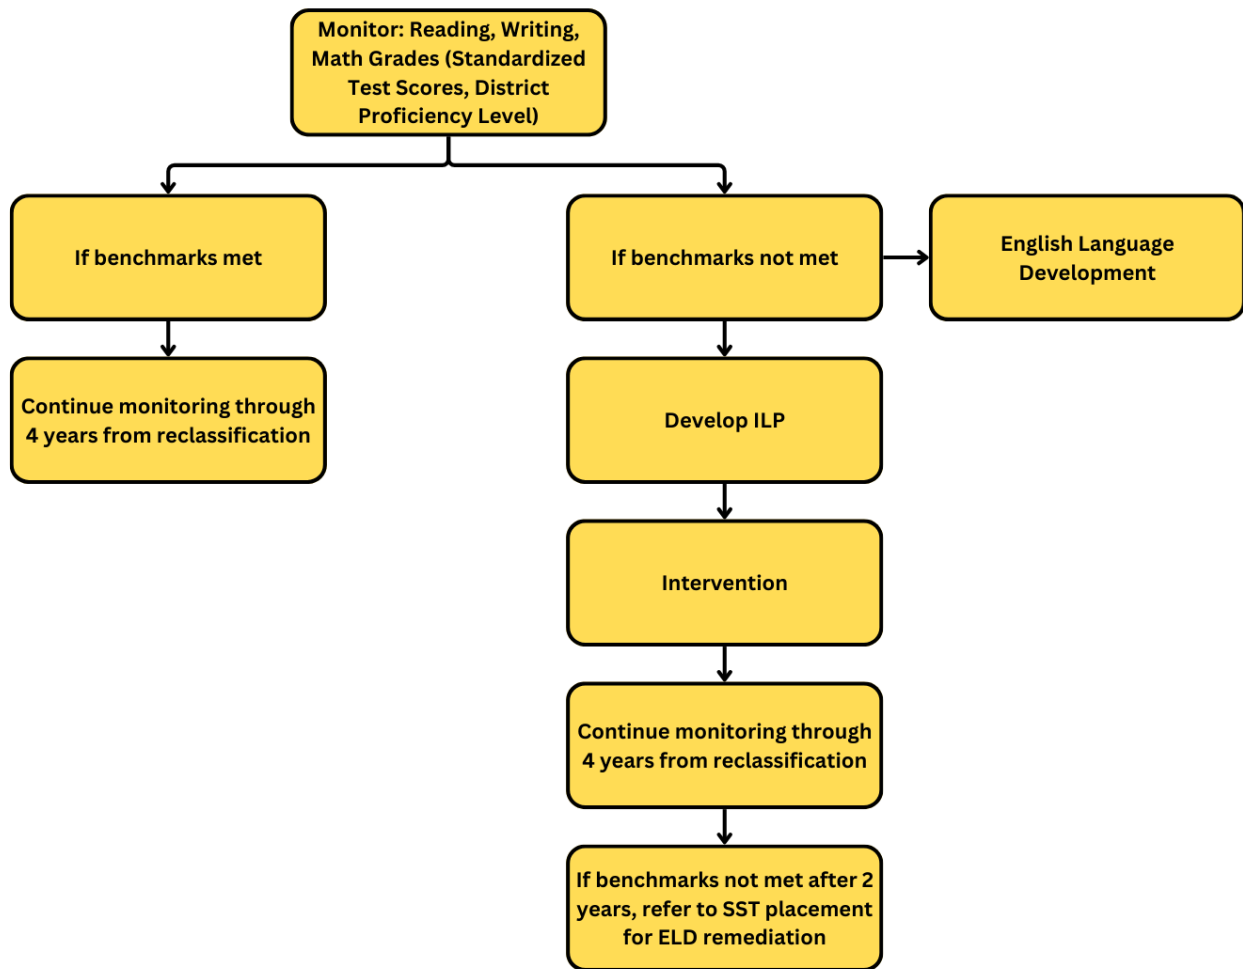 Monitor: Reading, Writing,
Math Grades (Standardized
Test Scores, District
Proficiency Level)
If benchmarks met
If benchmarks not met
English Language
Development
Continue monitoring through
4 years from reclassification
Develop ILP
Intervention
Continue monitoring through
4 years from reclassification
If benchmarks not met after 2
years, refer to SST placement
for ELD remediation